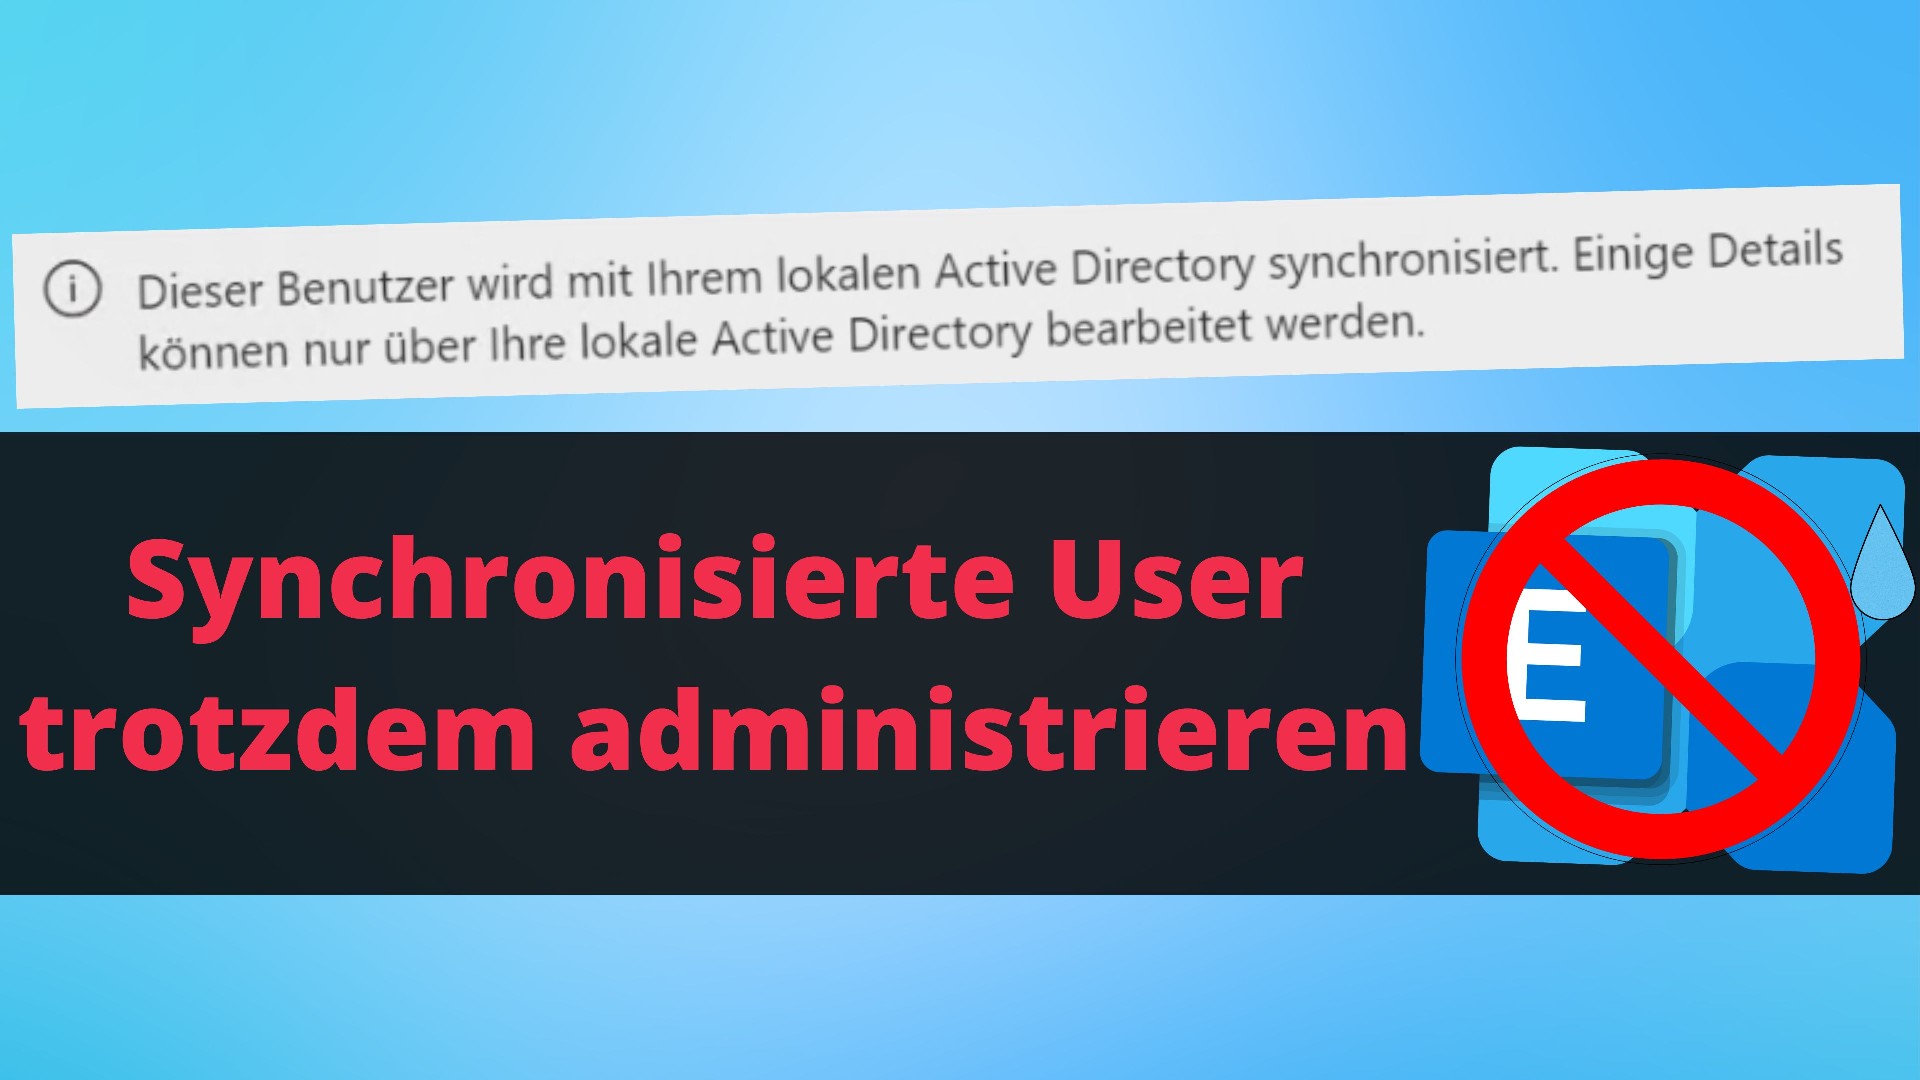 Dieser Benutzer wird mit Ihrem lokalen Active Directory synchronisiert. Einige Details
können nur über Ihre lokale Active Directory bearbeitet werden.
Synchronisierte User
trotzdem administrieren
E